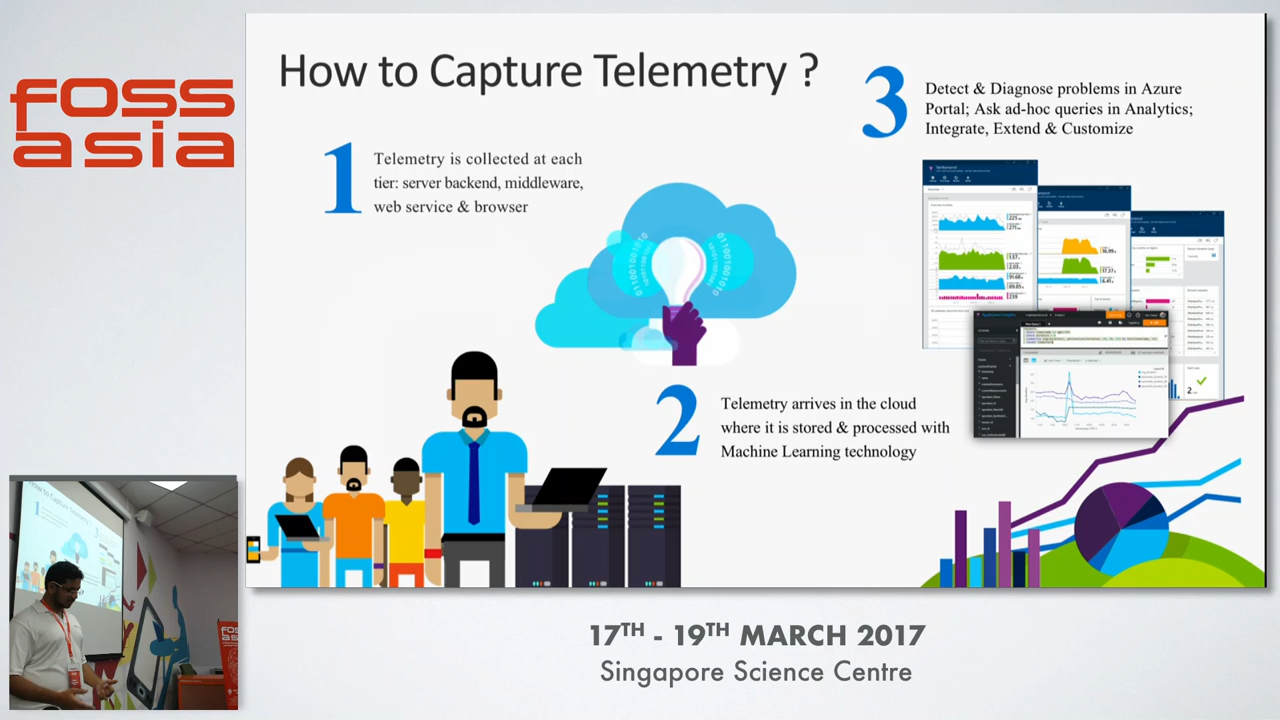 foss
asia
How to Capture Telemetry ?
1
Telemetry is collected at each
tier: server backend, middleware,
web service & browser
3
Detect & Diagnose problems in Azure
Portal; Ask ad-hoc queries in Analytics;
Integrate, Extend & Customize
2
Telemetry arrives in the cloud
where it is stored & processed with
Machine Learning technology
17TH - 19TH MARCH 2017
Singapore Science Centre